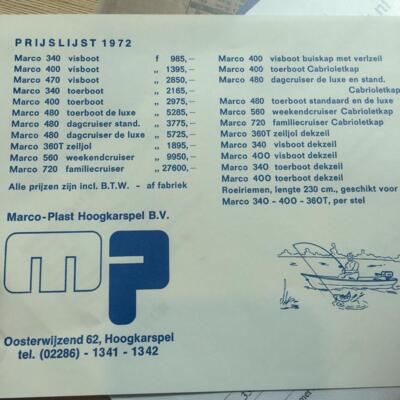 PRIJSLIJST 1972
Marco 340 visboot f 985,—
Marco 400 visboot „ 1395,—
Marco 470 visboot „ 2850,—
Marco 340 toerboot „ 2165,—
Marco 400 toerboot „ 2975,—
Marco 480 toerboot de luxe „ 5285,—
Marco 480 dagcruiser stand. „ 3775,—
Marco 480 dagcruiser de luxe „ 5725,—
Marco 360T zeiljol „ 1895,—
Marco 560 weekendcruiser „ 9950,—
Marco 720 familiecruiser „ 27600,—
Alle prijzen zijn incl. B.T.W. - af fabriek
Marco-Plast Hoogkarspel B.V.
mp
Oosterwijzend 62, Hoogkarspel
tel. (02286) - 1341 - 1342
Marco 400 visboot buiskap met verlzeil
Marco 400 toerboot Cabrioletkap
Marco 480 dagcruiser de luxe en stand.
Cabrioletkap
Marco 480 toerboot standaard en de luxe
Marco 560 weekendcruiser Cabrioletkap
Marco 720 familiecruiser Cabrioletkap
Marco 360T zeiljol dekzeil
Marco 340 visboot dekzeil
Marco 400 visboot dekzeil
Marco 340 toerboot dekzeil
Marco 400 toerboot dekzeil
Roeiriemen, lengte 230 cm., geschikt voor
Marco 340 - 400 - 360T, per stel